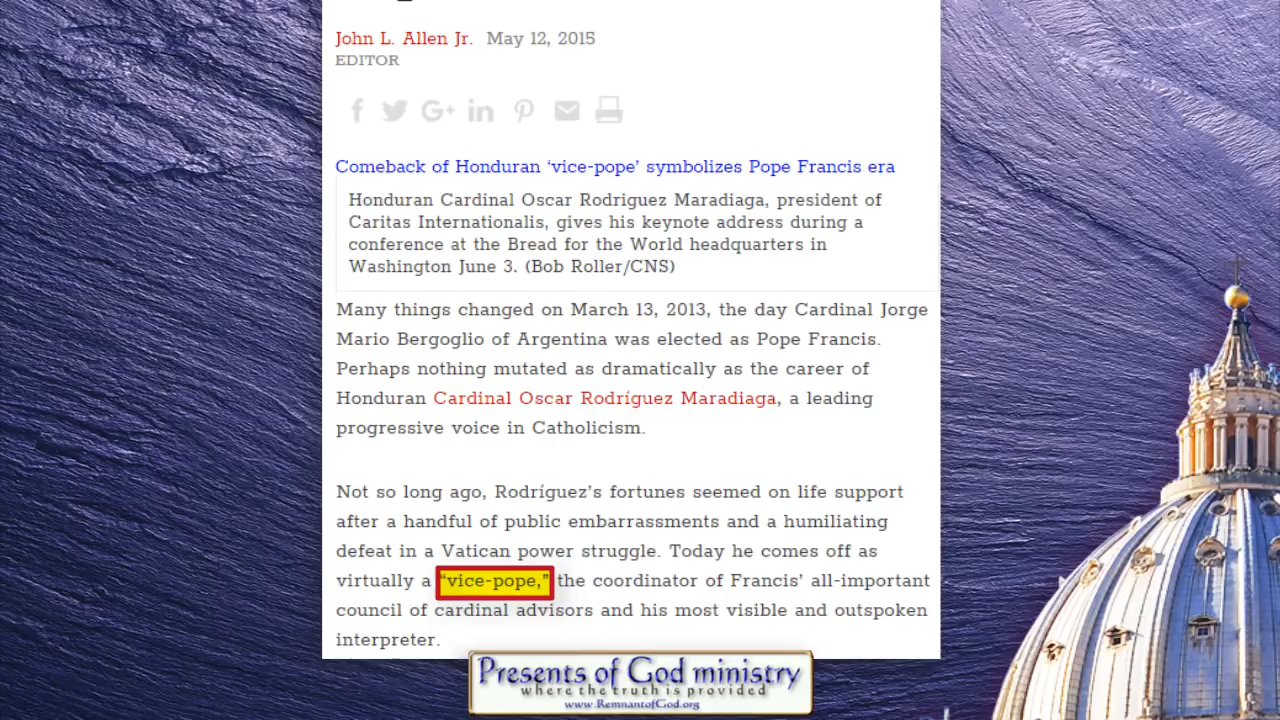 John L. Allen Jr. May 12, 2015
EDITOR
Comeback of Honduran ‘vice-pope’ symbolizes Pope Francis era
Honduran Cardinal Oscar Rodriguez Maradiaga, president of
Caritas Internationalis, gives his keynote address during a
conference at the Bread for the World headquarters in
Washington June 3. (Bob Roller/CNS)
Many things changed on March 13, 2013, the day Cardinal Jorge
Mario Bergoglio of Argentina was elected as Pope Francis.
Perhaps nothing mutated as dramatically as the career of
Honduran Cardinal Oscar Rodríguez Maradiaga, a leading
progressive voice in Catholicism.
Not so long ago, Rodríguez’s fortunes seemed on life support
after a handful of public embarrassments and a humiliating
defeat in a Vatican power struggle. Today he comes off as
virtually a “vice-pope,” the coordinator of Francis’ all-important
council of cardinal advisors and his most visible and outspoken
interpreter.
Presents of God ministry
where the truth is provided
www.RemnantofGod.org